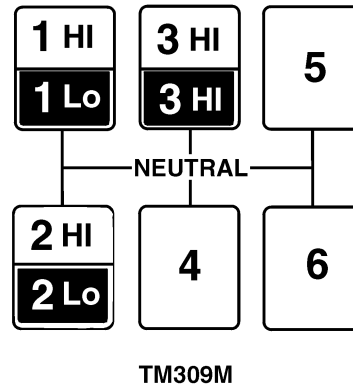 1 HI 3 HI 5
1 Lo 3 HI
NEUTRAL
2 HI 4 6
2 Lo
TM309M